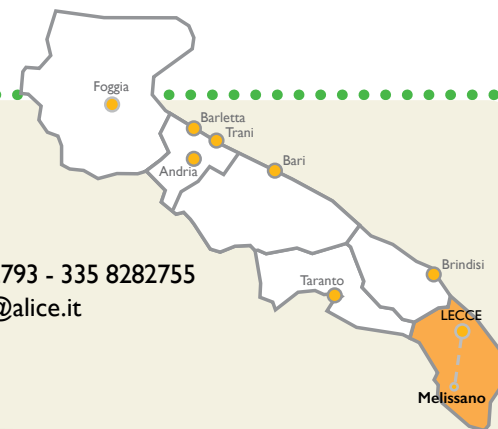 Foggia
Barletta
Trani
Andria
Bari
793 - 335 8282755
@alice.it
Brindisi
Taranto
LECCE
Melissano